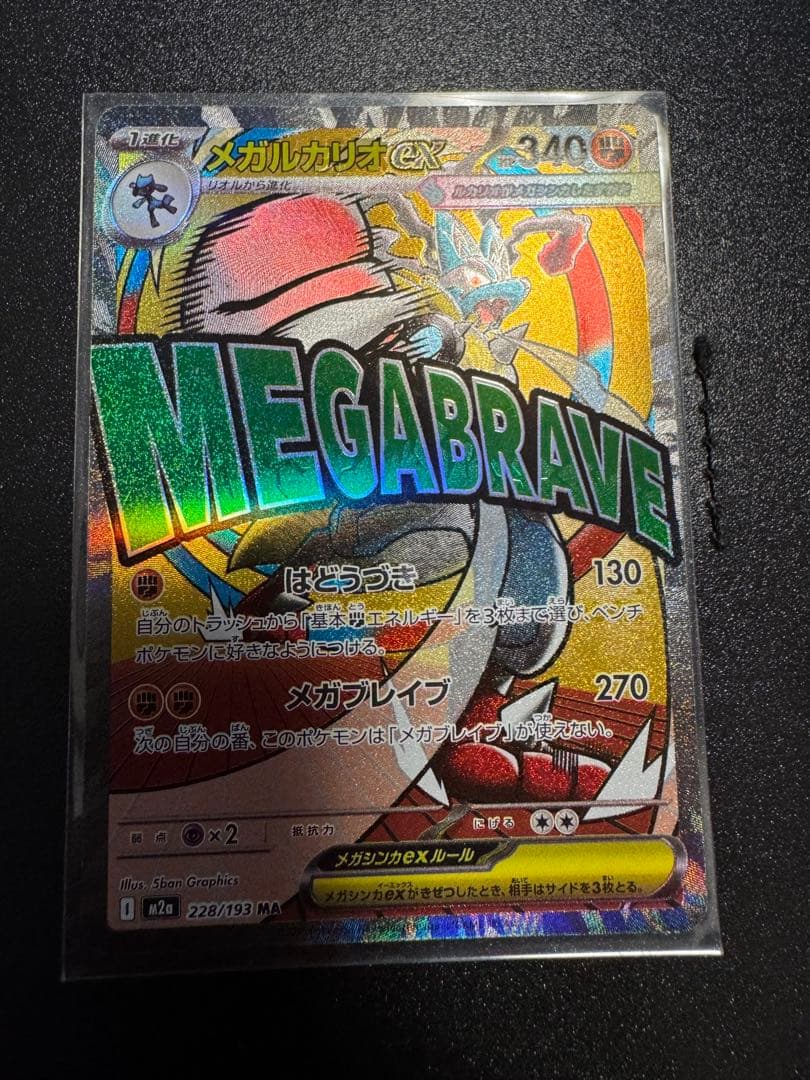 1進化
メガルカリオex
HP 340
リオルから進化
MEGABRAVE
はどうづき 130
自分のトラッシュから「基本闘エネルギー」を3枚まで選び、ベンチ
ポケモンに好きなようにつける。
メガブレイブ 270
次の自分の番、このポケモンは「メガブレイブ」が使えない。
弱点 ×2 抵抗力 にげる
メガシンカexルール
メガシンカexがきぜつしたとき、相手はサイドを3枚とる。
Illus. 5ban Graphics
I m2a 228/193 MA